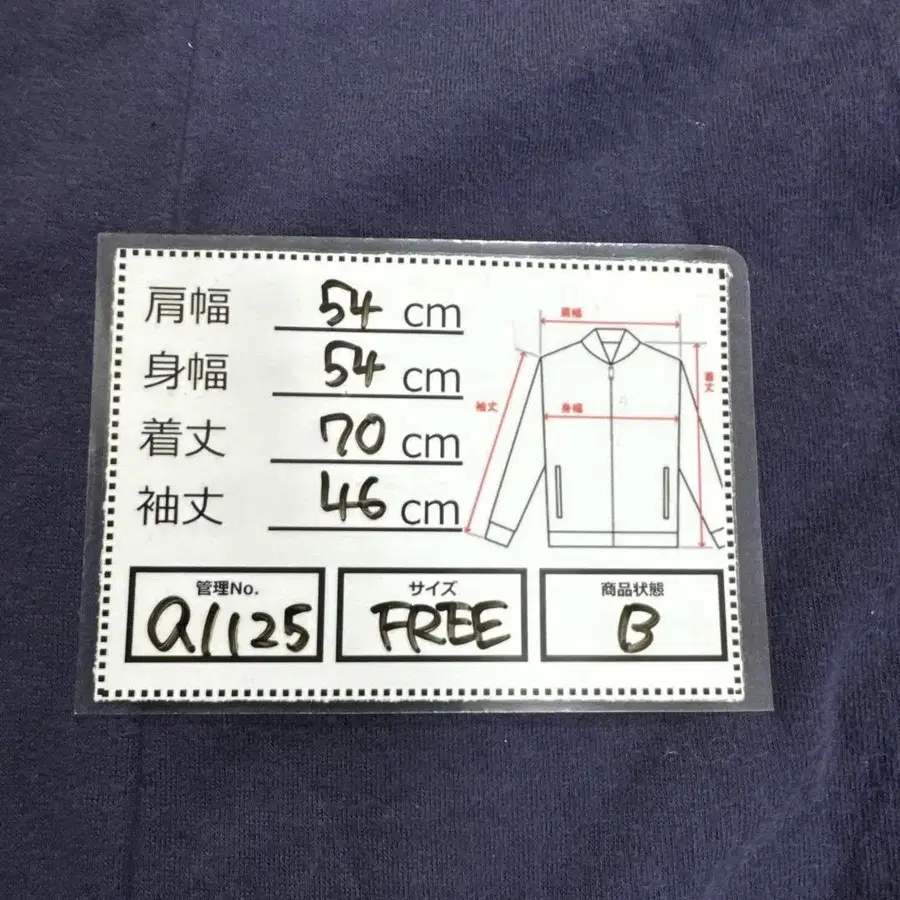 肩幅 54 cm
身幅 54 cm
着丈 70 cm
袖丈 46 cm
肩幅
袖丈
身幅
着丈
管理No. サイズ 商品状態
a1125 FREE B